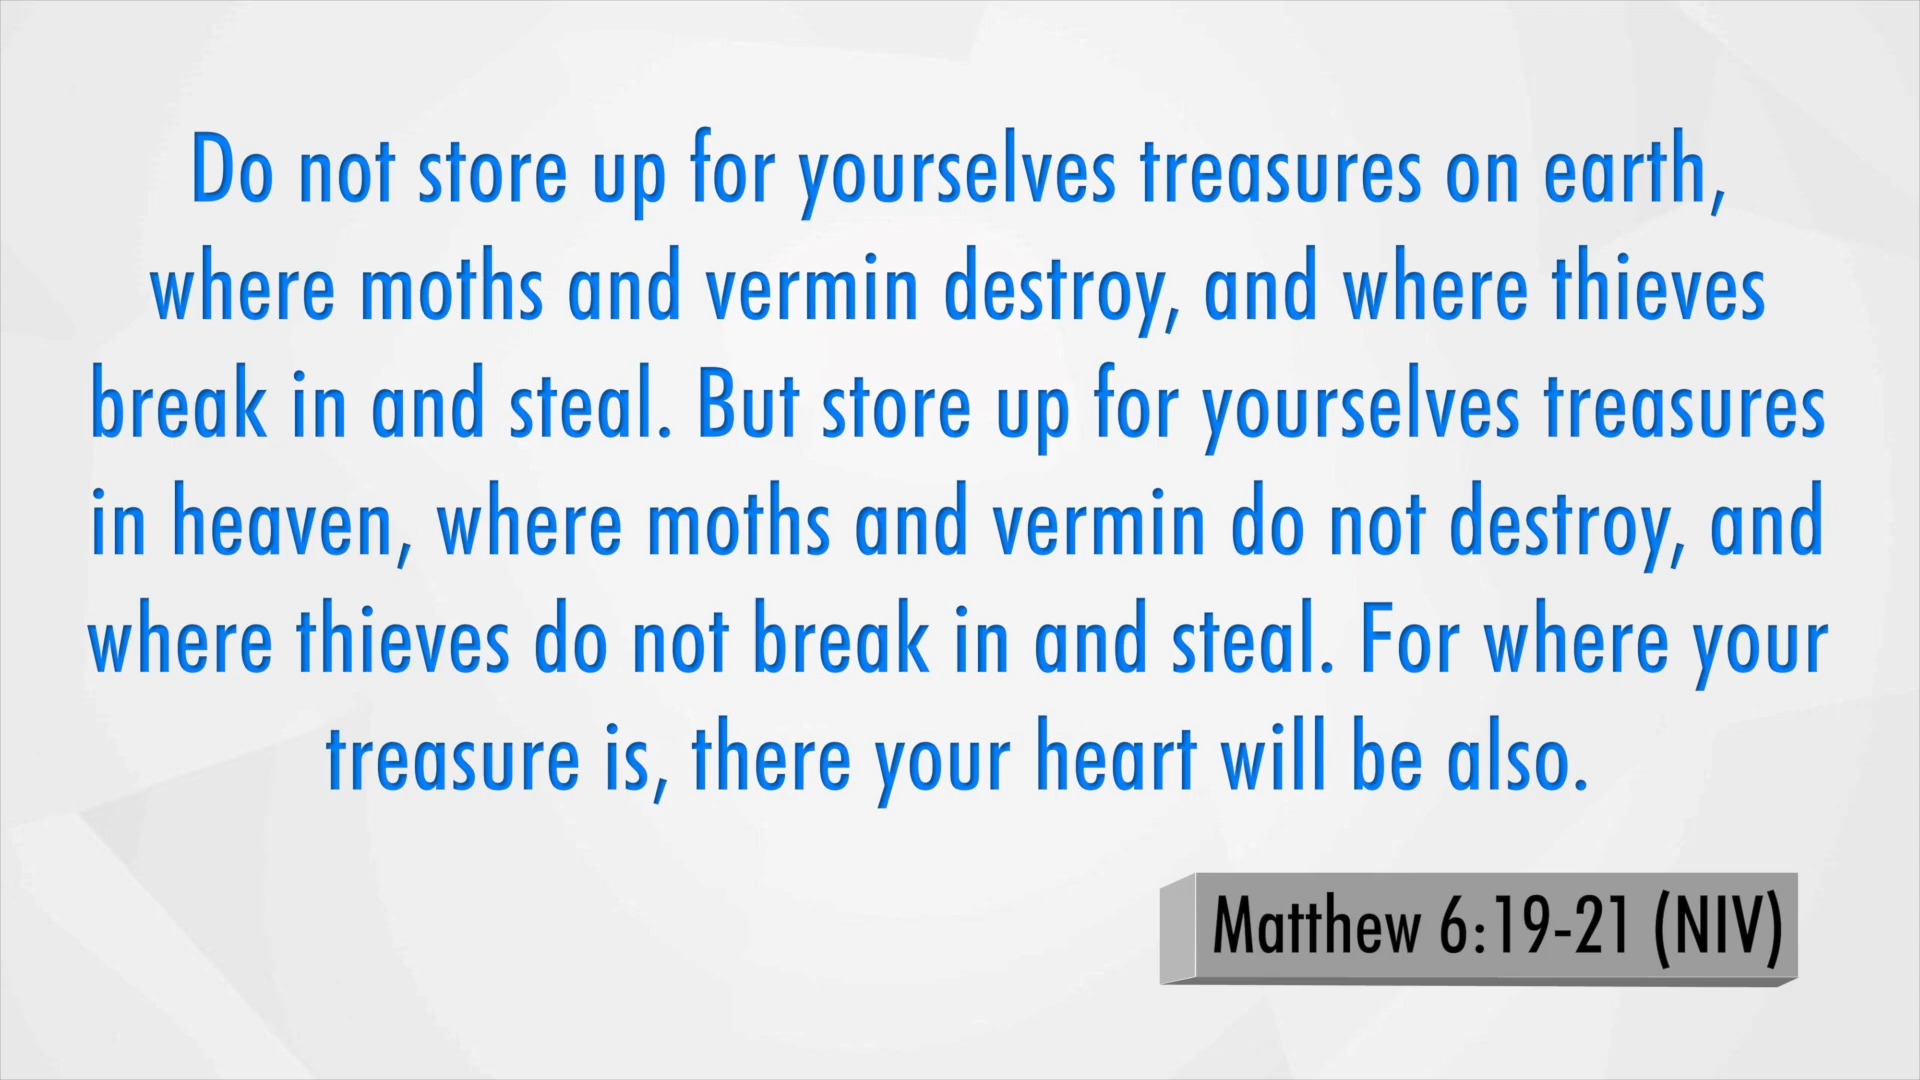 Do not store up for yourselves treasures on earth,
where moths and vermin destroy, and where thieves
break in and steal. But store up for yourselves treasures
in heaven, where moths and vermin do not destroy, and
where thieves do not break in and steal. For where your
treasure is, there your heart will be also.
Matthew 6:19-21 (NIV)